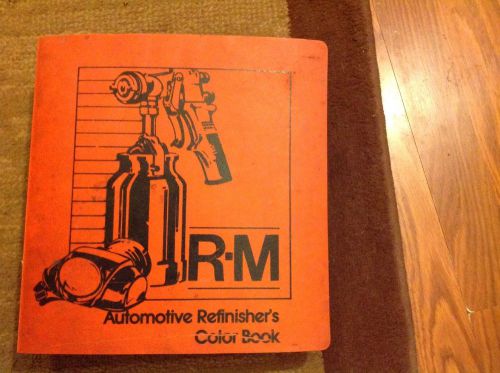 R-M
Automotive Refinisher's
Color Book